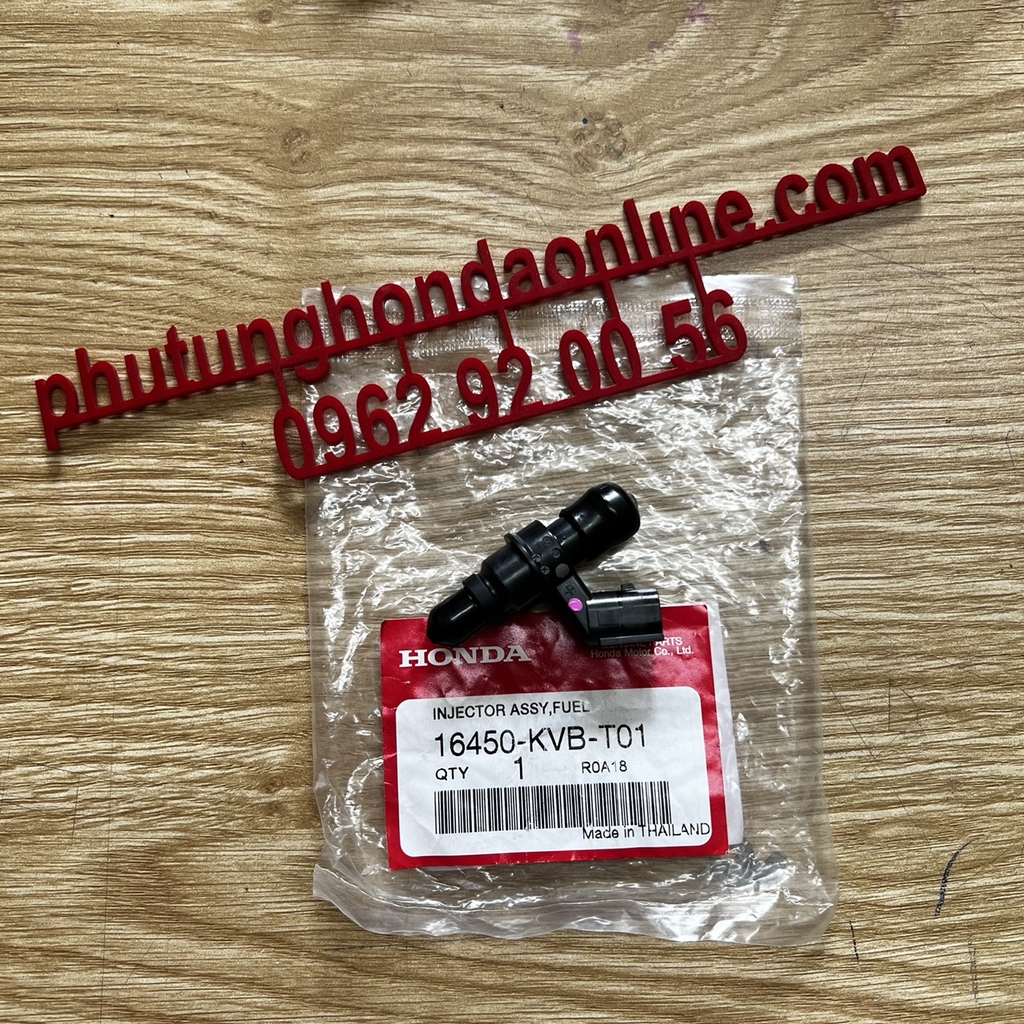 phutunghondaonline.com
0962 92 00 56
HONDA
PARTS
Honda Motor Co., Ltd.
INJECTOR ASSY,FUEL
16450-KVB-T01
QTY 1 R0A18
Made in THAILAND